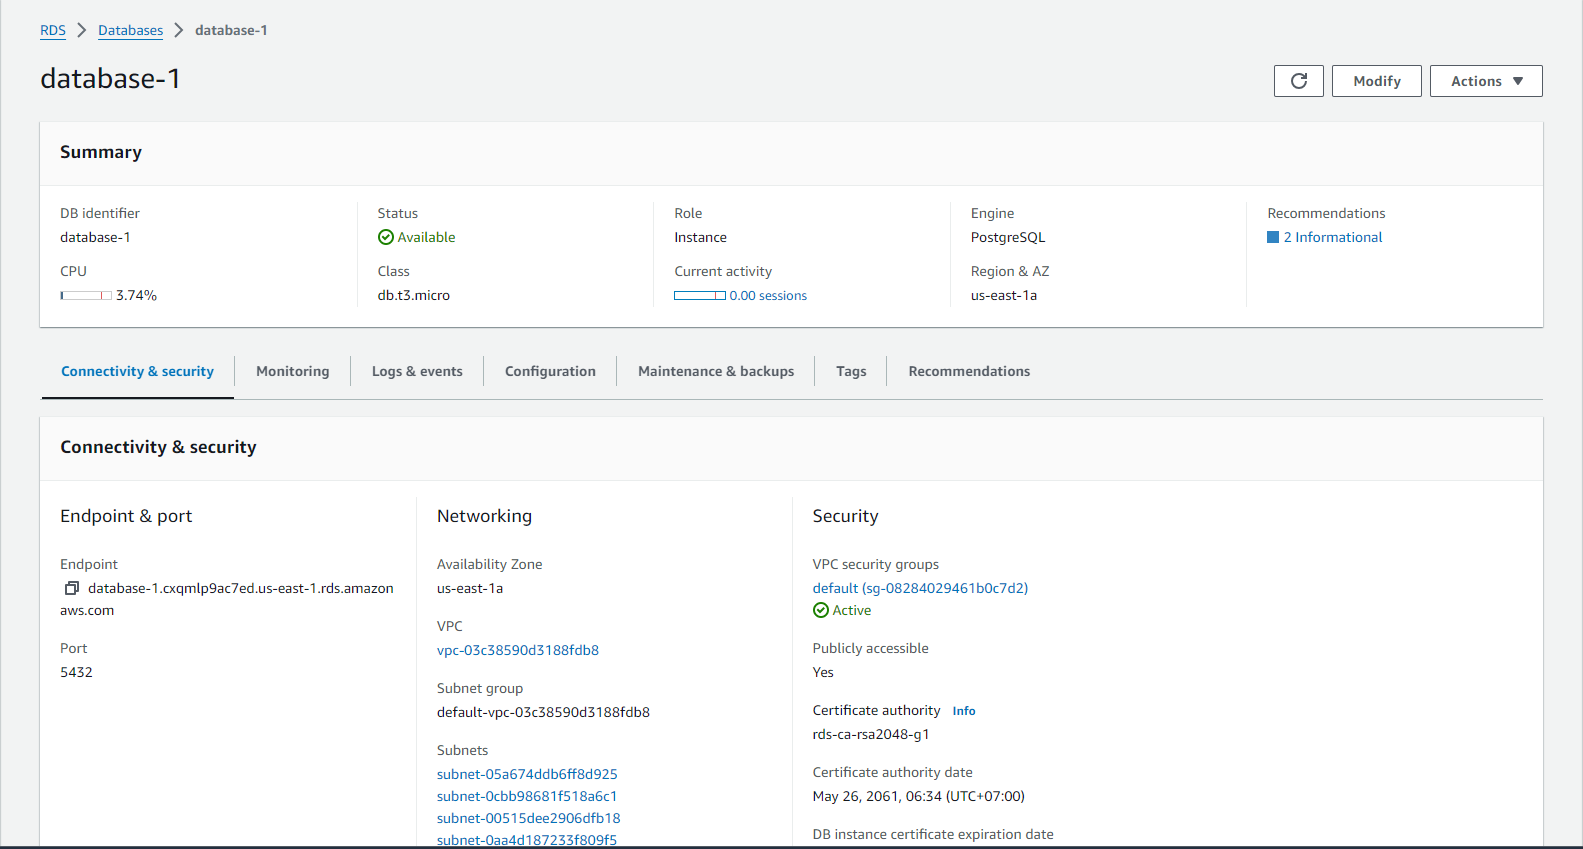 RDS > Databases > database-1
database-1
Modify
Actions
Summary
DB identifier
database-1
CPU
3.74%
Status
Available
Class
db.t3.micro
Role
Instance
Current activity
0.00 sessions
Engine
PostgreSQL
Region & AZ
us-east-1a
Recommendations
2 Informational
Connectivity & security
Monitoring
Logs & events
Configuration
Maintenance & backups
Tags
Recommendations
Connectivity & security
Endpoint & port
Endpoint
database-1.cxqmlp9ac7ed.us-east-1.rds.amazon
aws.com
Port
5432
Networking
Availability Zone
us-east-1a
VPC
vpc-03c38590d3188fdb8
Subnet group
default-vpc-03c38590d3188fdb8
Subnets
subnet-05a674ddb6ff8d925
subnet-0cbb98681f518a6c1
subnet-00515dee2906dfb18
subnet-0aa4d187233f809f5
Security
VPC security groups
default (sg-08284029461b0c7d2)
Active
Publicly accessible
Yes
Certificate authority Info
rds-ca-rsa2048-g1
Certificate authority date
May 26, 2061, 06:34 (UTC+07:00)
DB instance certificate expiration date